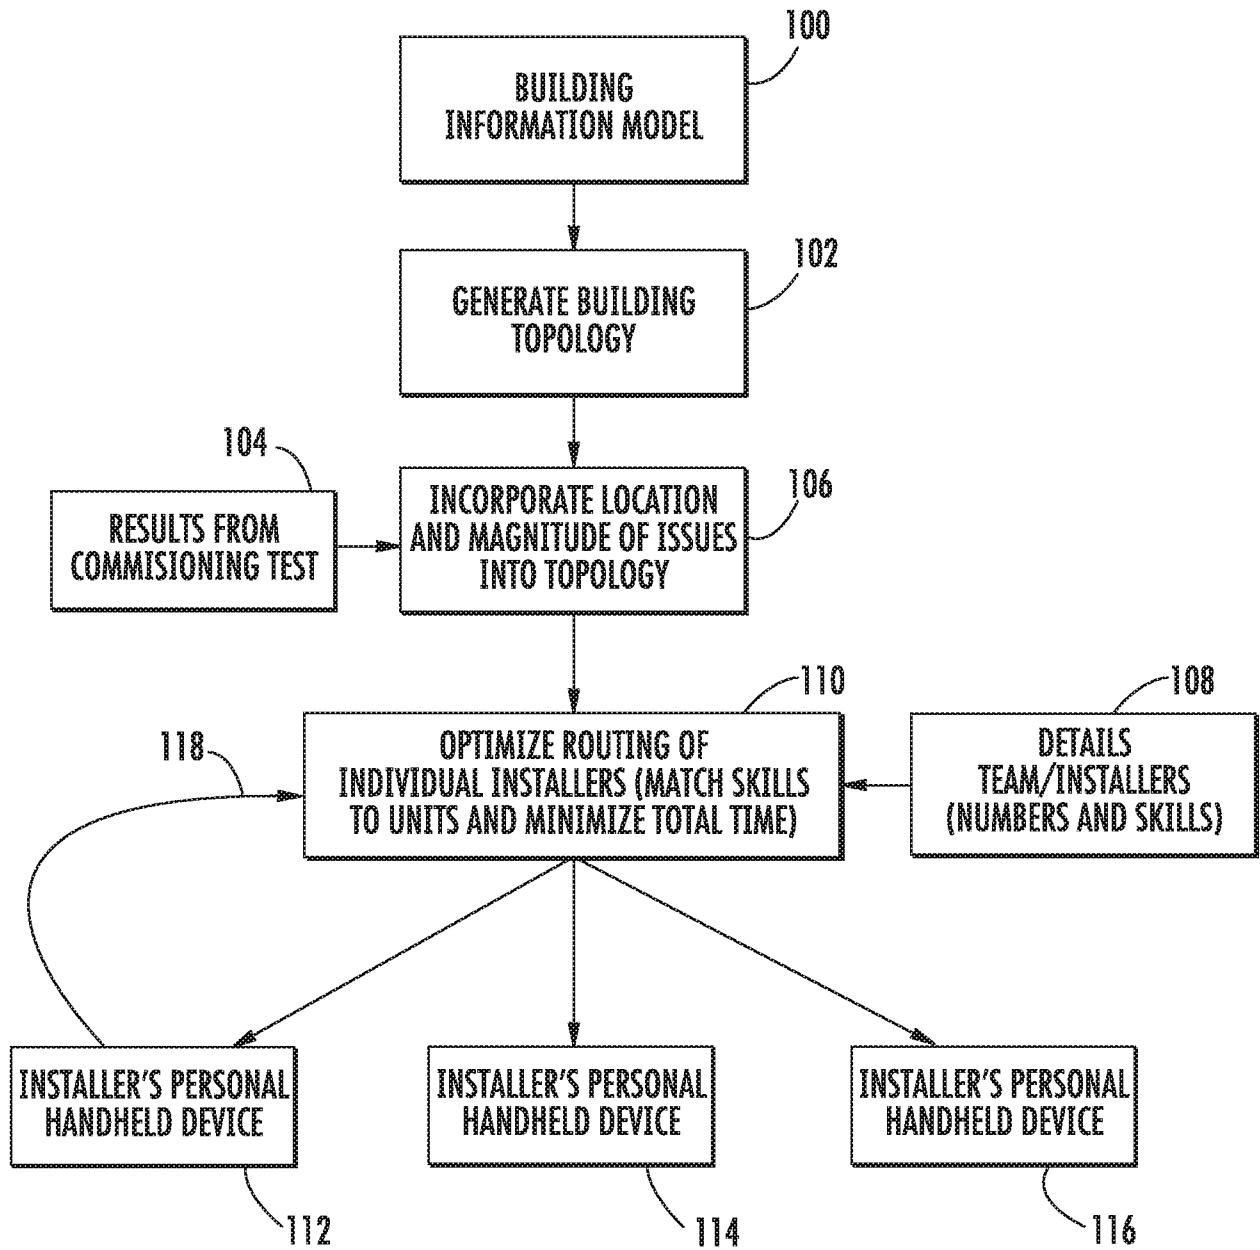 100
BUILDING
INFORMATION MODEL
102
GENERATE BUILDING
TOPOLOGY
104
RESULTS FROM
COMMISIONING TEST
106
INCORPORATE LOCATION
AND MAGNITUDE OF ISSUES
INTO TOPOLOGY
110
108
118
OPTIMIZE ROUTING OF
INDIVIDUAL INSTALLERS (MATCH SKILLS
TO UNITS AND MINIMIZE TOTAL TIME)
DETAILS
TEAM/INSTALLERS
(NUMBERS AND SKILLS)
INSTALLER'S PERSONAL
HANDHELD DEVICE
112
INSTALLER'S PERSONAL
HANDHELD DEVICE
114
INSTALLER'S PERSONAL
HANDHELD DEVICE
116